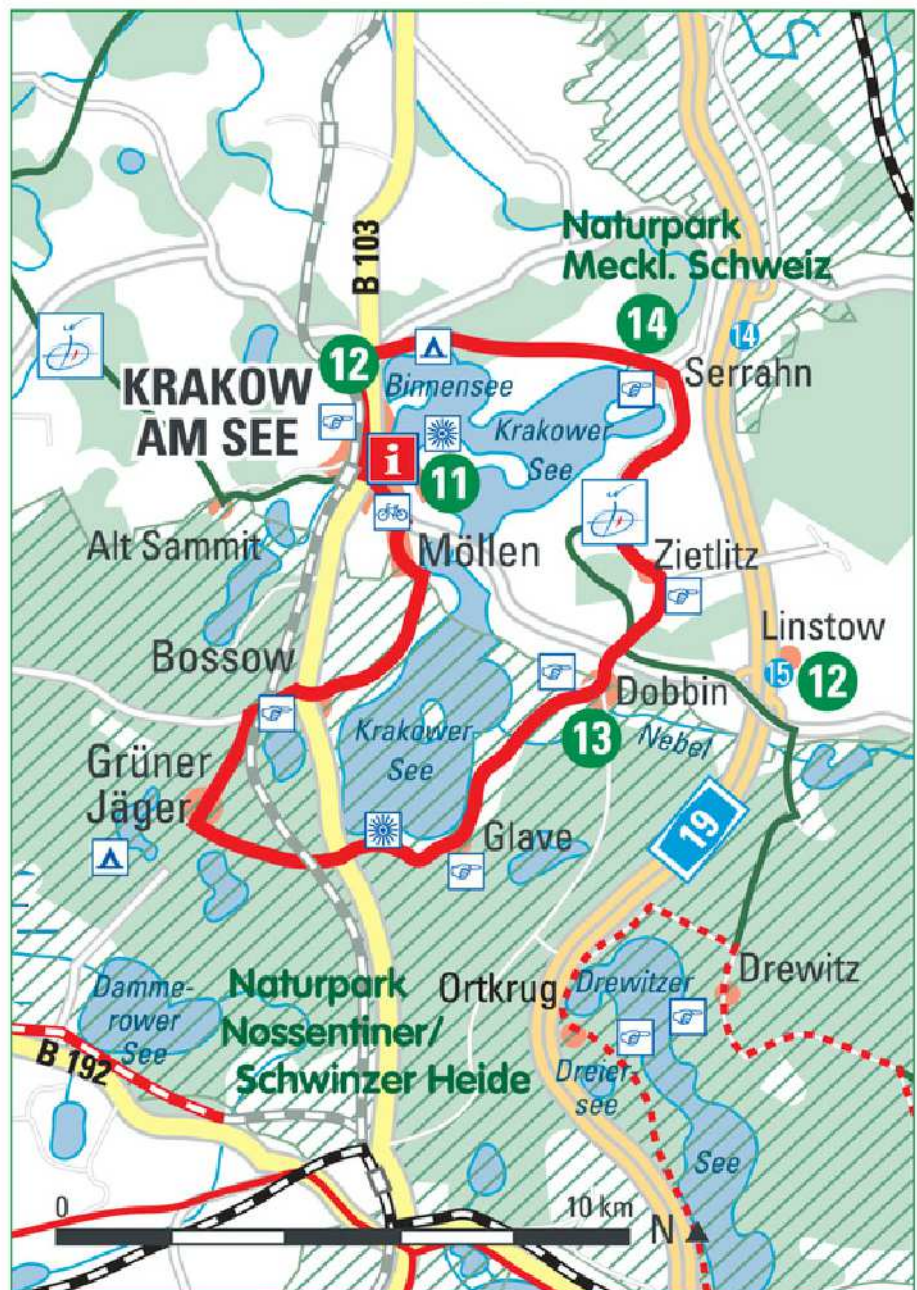 Naturpark
Meckl. Schweiz
B 103
14
14
12
KRAKOW
AM SEE
Binnensee
Serrahn
Krakower
See
i
11
Alt Sammit
Möllen
Zietlitz
Bossow
Linstow
15
12
Dobbin
13
Nebel
Krakower
See
Grüner
Jäger
Glave
19
Naturpark
Nossentiner/
Schwinzer Heide
Damme-
rower
See
B 192
Ortkrug
Drewitzer
Drewitz
Dreier-
see
See
0
10 km
N